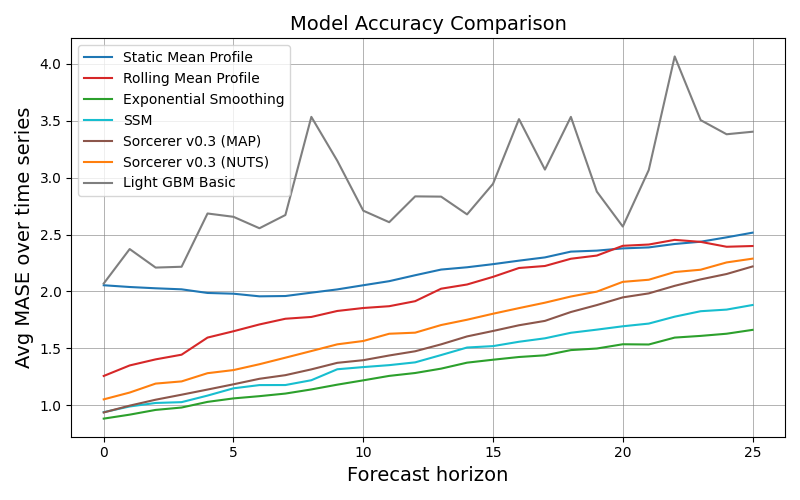 Model Accuracy Comparison
Avg MASE over time series
4.0
3.5
3.0
2.5
2.0
1.5
1.0
Static Mean Profile
Rolling Mean Profile
Exponential Smoothing
SSM
Sorcerer v0.3 (MAP)
Sorcerer v0.3 (NUTS)
Light GBM Basic
0 5 10 15 20 25
Forecast horizon